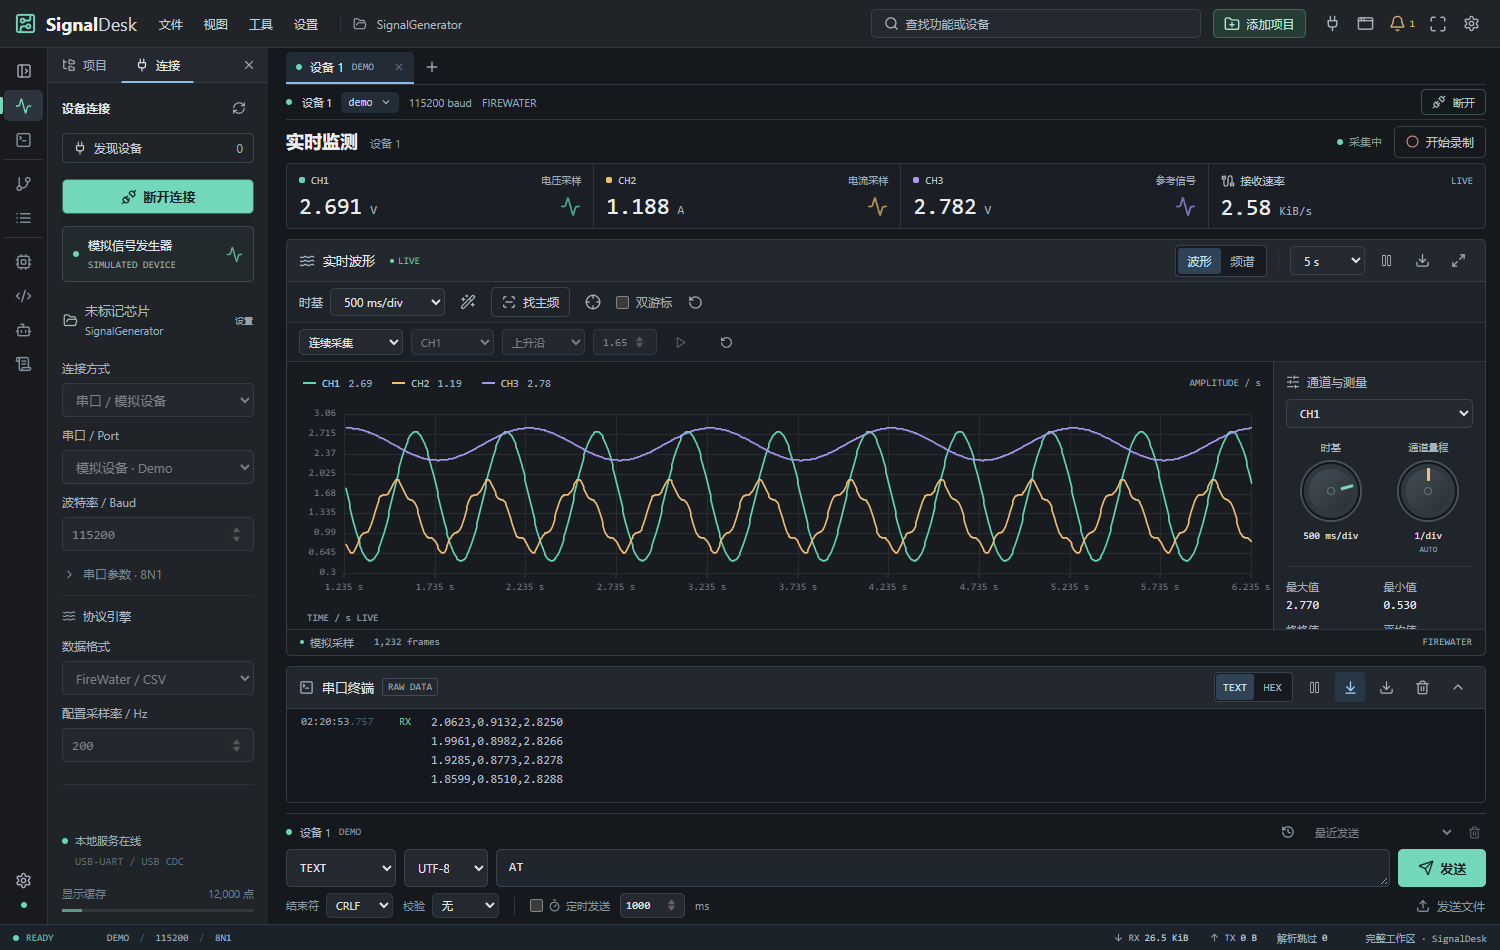 SignalDesk 文件 视图 工具 设置 SignalGenerator 查找功能或设备 添加项目 1
项目 连接
设备连接
发现设备 0
断开连接
模拟信号发生器
SIMULATED DEVICE
未标记芯片
SignalGenerator
设置
连接方式
串口 / 模拟设备
串口 / Port
模拟设备 · Demo
波特率 / Baud
115200
串口参数 · 8N1
协议引擎
数据格式
FireWater / CSV
配置采样率 / Hz
200
本地服务在线
USB-UART / USB CDC
显示缓存 12,000 点
设备 1 DEMO
设备 1 demo 115200 baud FIREWATER 断开
实时监测 设备 1 采集中 开始录制
CH1 电压采样
2.691 V
CH2 电流采样
1.188 A
CH3 参考信号
2.782 V
接收速率 LIVE
2.58 KiB/s
实时波形 LIVE 波形 频谱 5 s
时基 500 ms/div 找主频 双游标
连续采集 CH1 上升沿 1.65
CH1 2.69 CH2 1.19 CH3 2.78 AMPLITUDE / s
3.06
2.715
2.37
2.025
1.68
1.335
0.99
0.645
0.3
1.235 s 1.735 s 2.235 s 2.735 s 3.235 s 3.735 s 4.235 s 4.735 s 5.235 s 5.735 s 6.235 s
TIME / s LIVE
通道与测量
CH1
时基 通道量程
500 ms/div 1/div
AUTO
最大值 最小值
2.770 0.530
模拟采样 1,232 frames FIREWATER
串口终端 RAW DATA TEXT HEX
02:20:53.757 RX 2.0623,0.9132,2.8250
1.9961,0.8982,2.8266
1.9285,0.8773,2.8278
1.8599,0.8510,2.8288
设备 1 DEMO 最近发送
TEXT UTF-8 AT 发送
结束符 CRLF 校验 无 定时发送 1000 ms 发送文件
READY DEMO / 115200 / 8N1 RX 26.5 KiB TX 0 B 解析跳过 0 完整工作区 · SignalDesk